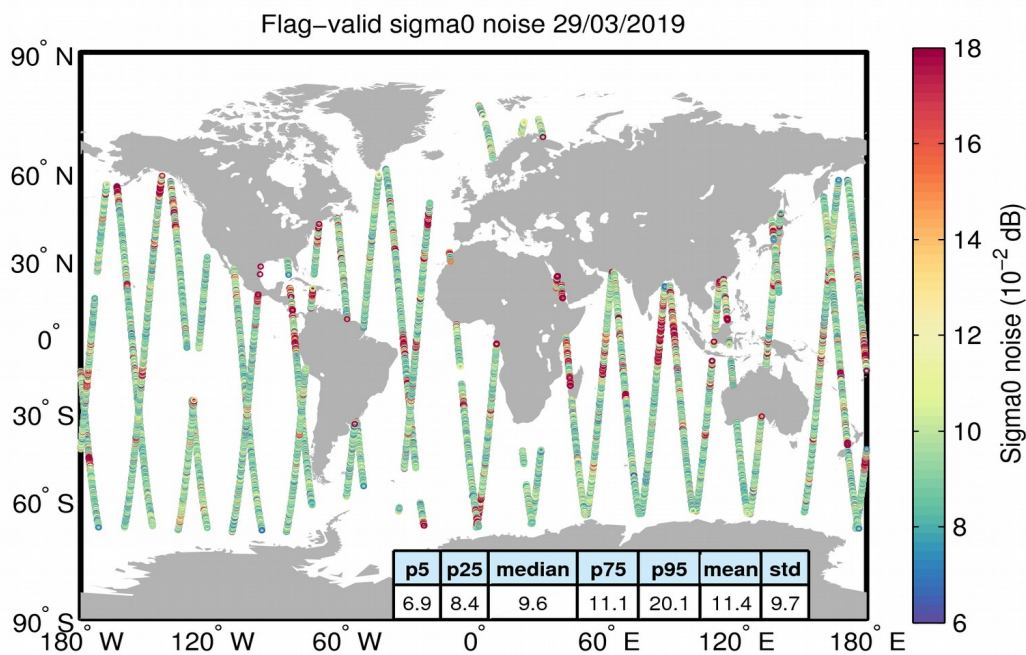 Flag−valid sigma0 noise 29/03/2019
90° N
60° N
30° N
0°
30° S
60° S
90° S
180° W
120° W
60° W
0°
60° E
120° E
180° E
p5 p25 median p75 p95 mean std
6.9 8.4 9.6 11.1 20.1 11.4 9.7
18
16
14
12
10
8
6
Sigma0 noise (10⁻² dB)